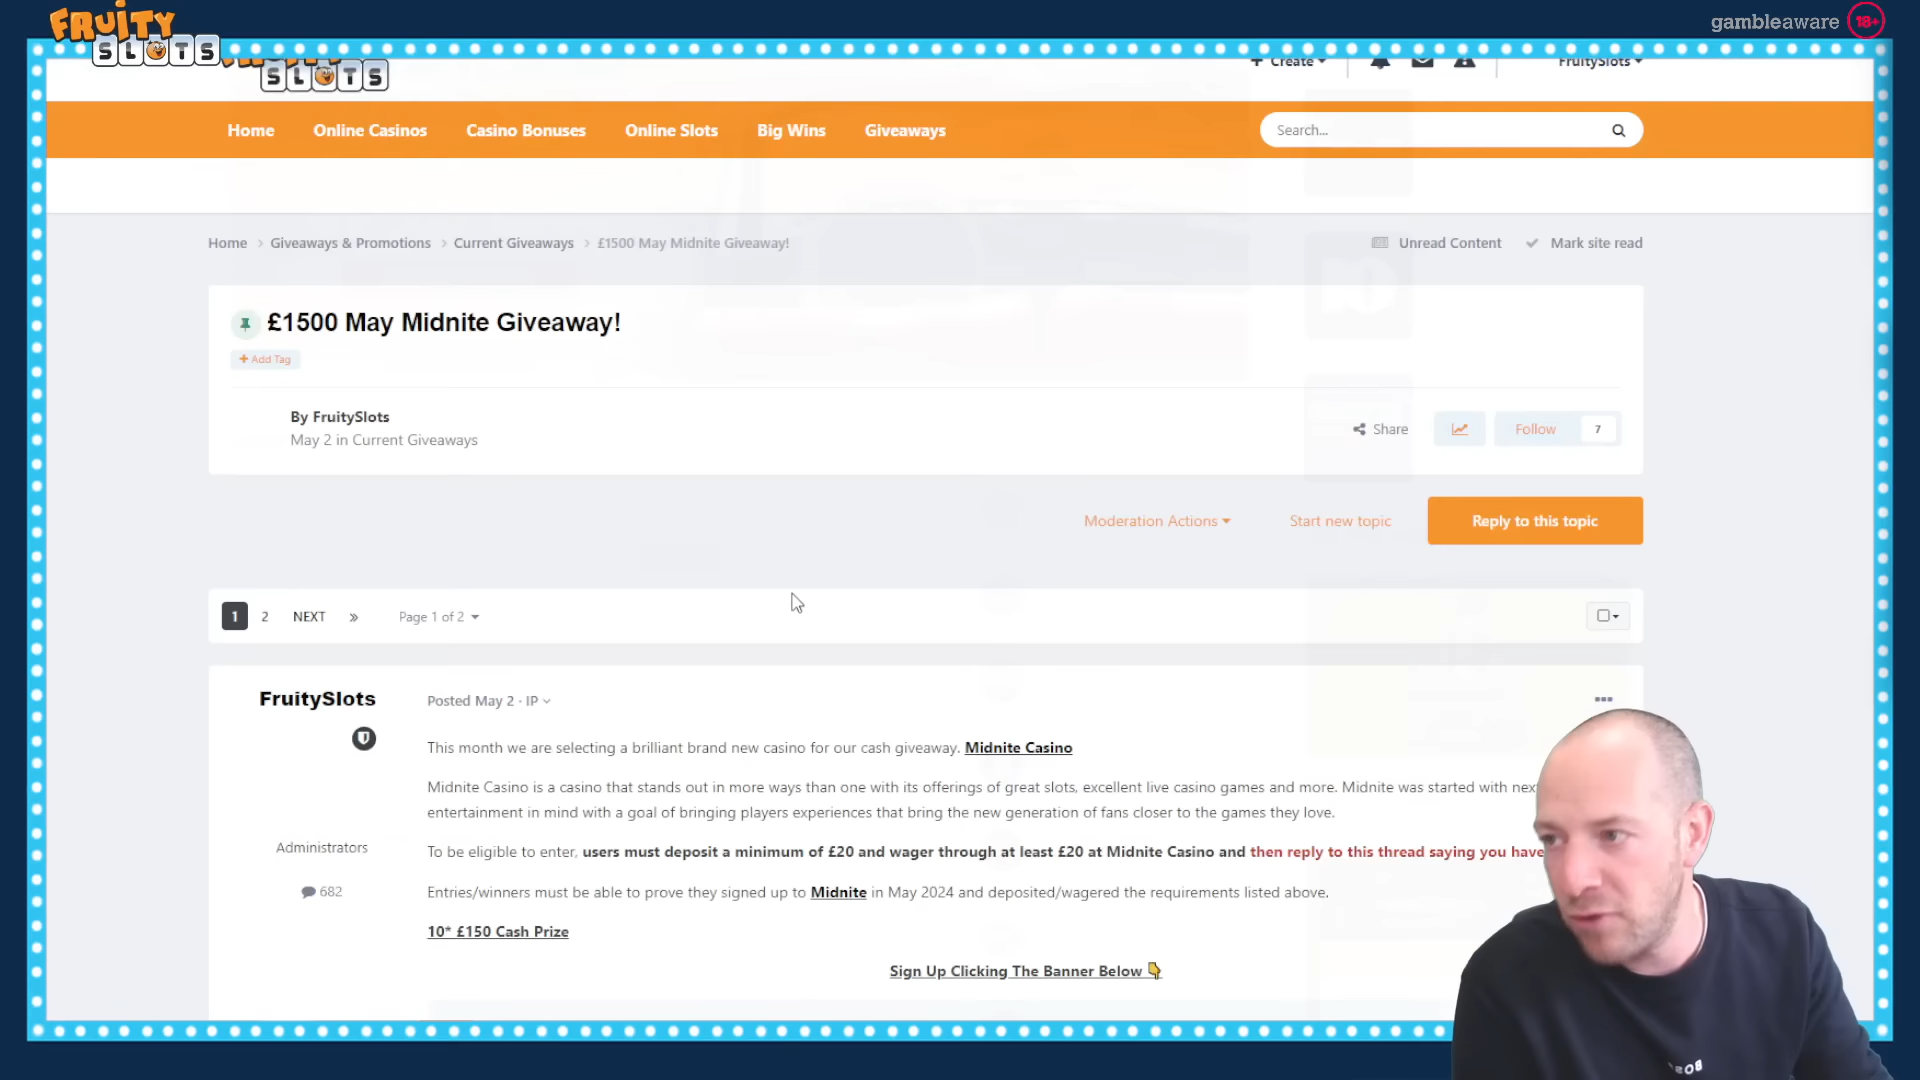 FRUITY
SLOTS
gambleaware 18+
SLOTS
+ Create
FruitySlots
Home
Online Casinos
Casino Bonuses
Online Slots
Big Wins
Giveaways
Search...
Home > Giveaways & Promotions > Current Giveaways > £1500 May Midnite Giveaway!
Unread Content
Mark site read
£1500 May Midnite Giveaway!
+ Add Tag
By FruitySlots
May 2 in Current Giveaways
Share
Follow 7
Moderation Actions
Start new topic
Reply to this topic
1 2 NEXT » Page 1 of 2
FruitySlots
Posted May 2 · IP
This month we are selecting a brilliant brand new casino for our cash giveaway. Midnite Casino
Midnite Casino is a casino that stands out in more ways than one with its offerings of great slots, excellent live casino games and more. Midnite was started with nex
entertainment in mind with a goal of bringing players experiences that bring the new generation of fans closer to the games they love.
Administrators
To be eligible to enter, users must deposit a minimum of £20 and wager through at least £20 at Midnite Casino and then reply to this thread saying you have
682
Entries/winners must be able to prove they signed up to Midnite in May 2024 and deposited/wagered the requirements listed above.
10* £150 Cash Prize
Sign Up Clicking The Banner Below